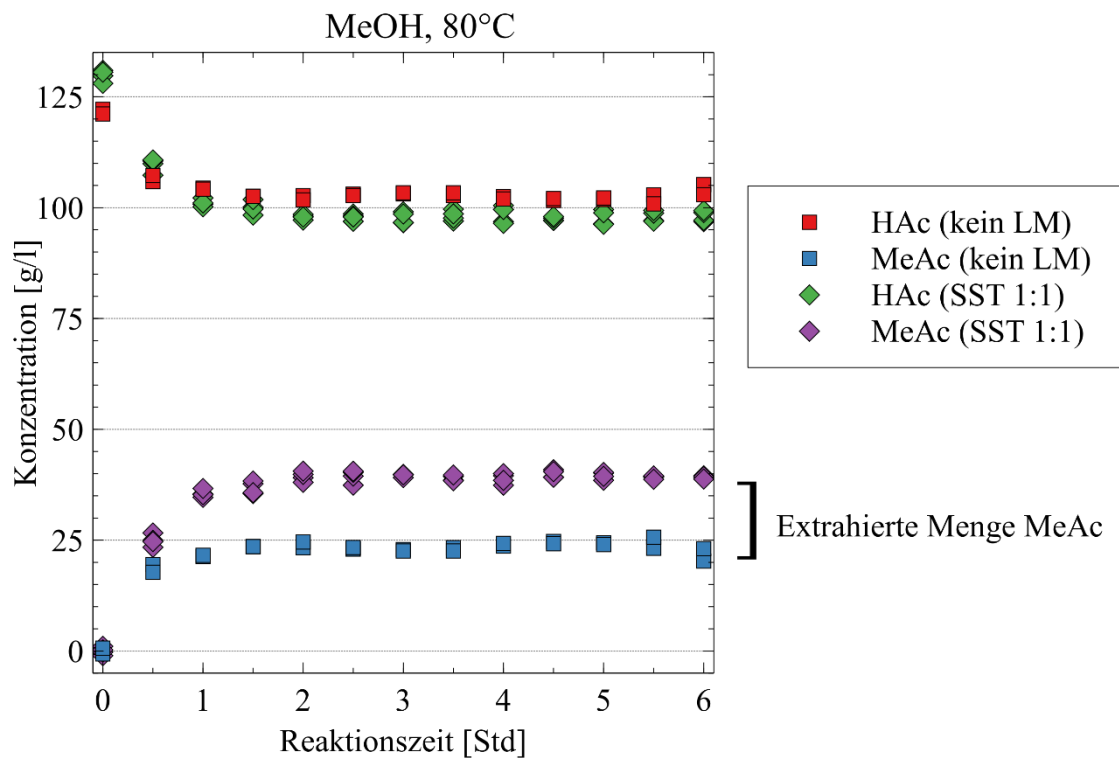 MeOH, 80°C
Konzentration [g/l]
125
100
75
50
25
0
0 1 2 3 4 5 6
Reaktionszeit [Std]
HAc (kein LM)
MeAc (kein LM)
HAc (SST 1:1)
MeAc (SST 1:1)
Extrahierte Menge MeAc